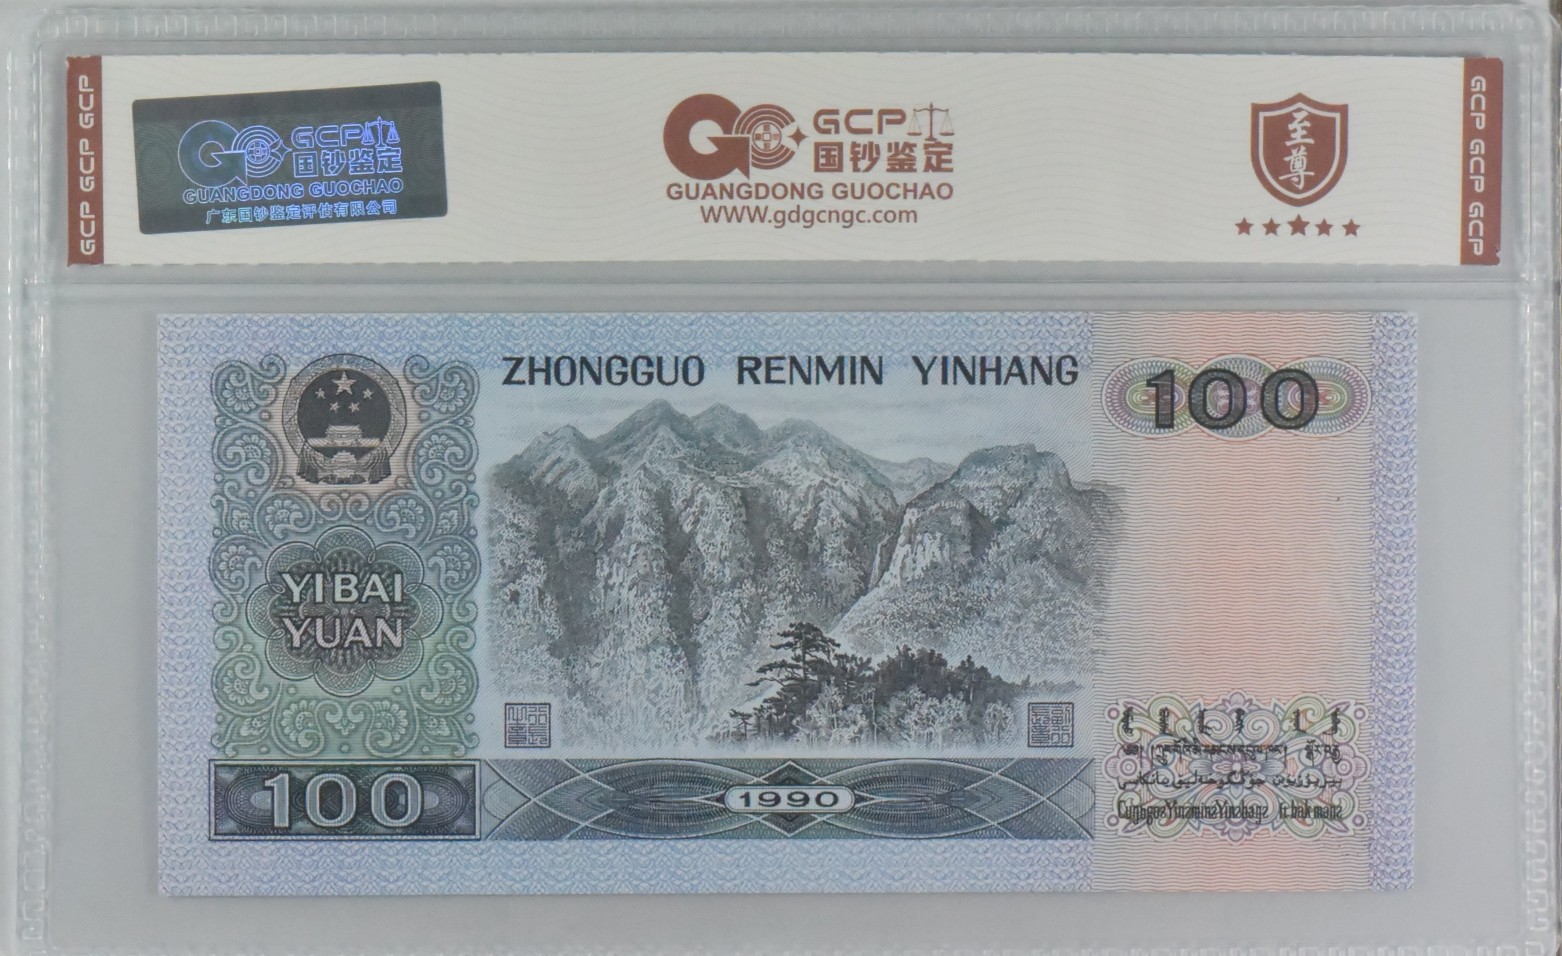 GCP GCP GCP
GCP
国钞鉴定
GUANGDONG GUOCHAO
广东国钞鉴定评估有限公司
GCP
国钞鉴定
GUANGDONG GUOCHAO
WWW.gdgcngc.com
至尊
GCP GCP GCP
ZHONGGUO RENMIN YINHANG
100
YIBAI
YUAN
100
1990